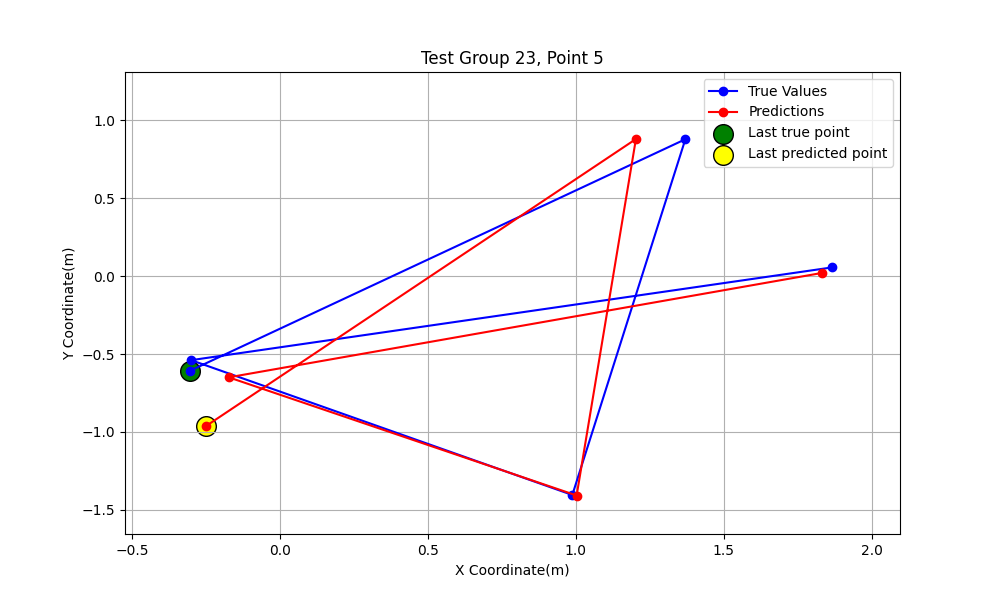 Test Group 23, Point 5
True Values
Predictions
Last true point
Last predicted point
1.0
0.5
0.0
−0.5
−1.0
−1.5
Y Coordinate(m)
−0.5
0.0
0.5
1.0
1.5
2.0
X Coordinate(m)